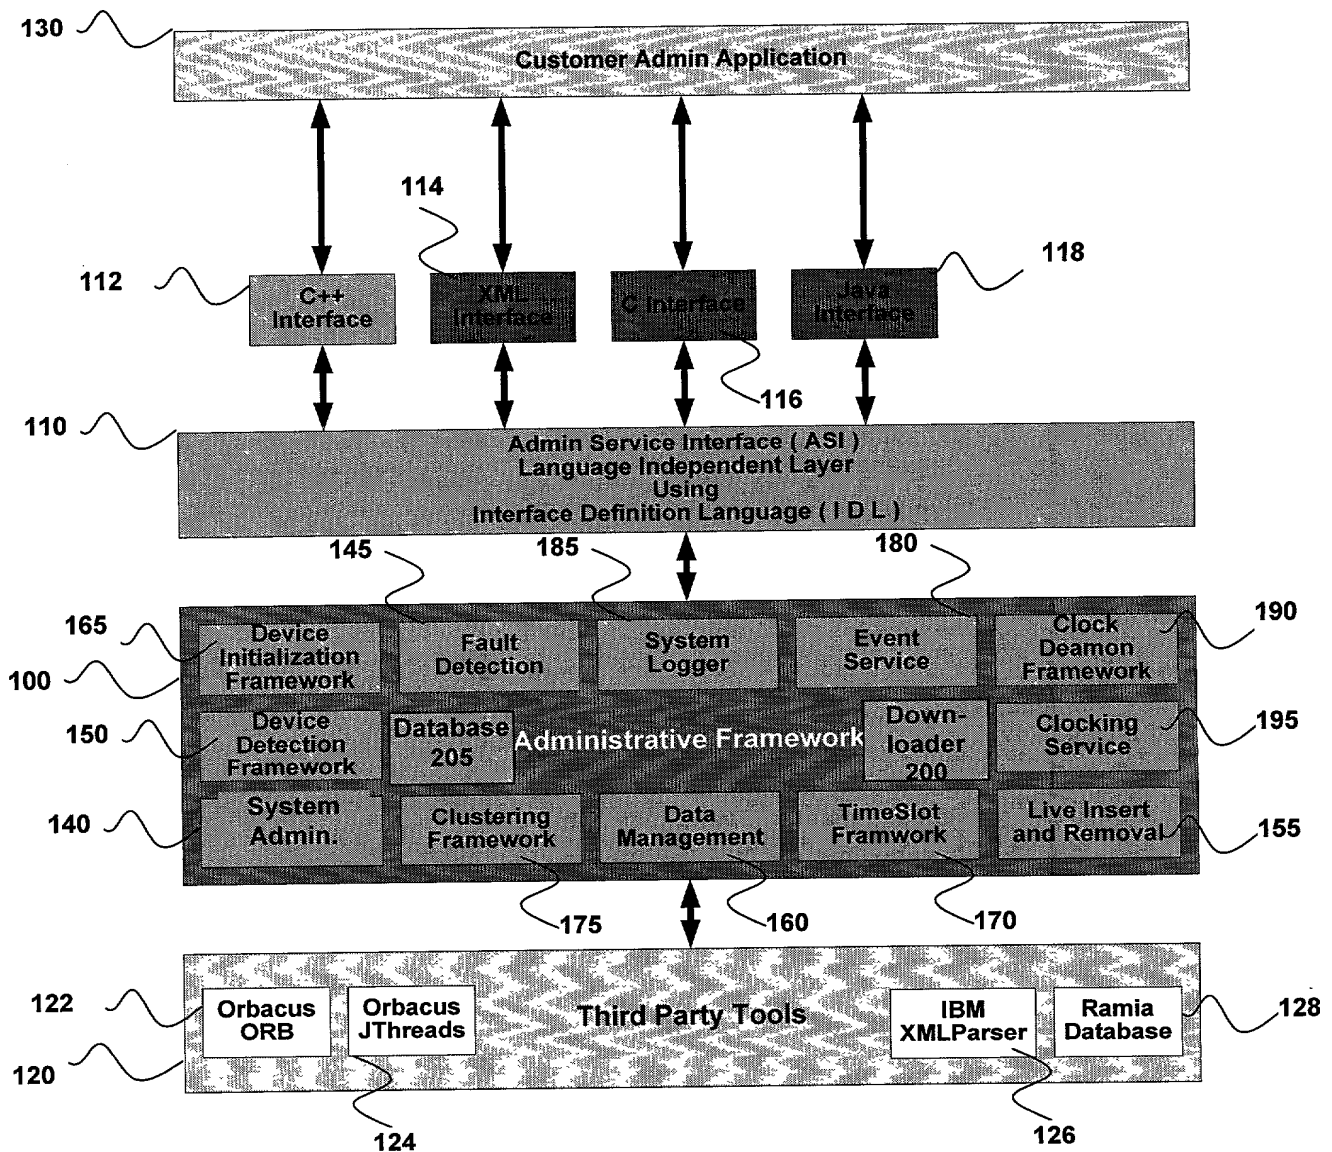 130
Customer Admin Application
114
112
118
C++
Interface
XML
Interface
C Interface
Java
Interface
116
110
Admin Service Interface ( ASI )
Language Independent Layer
Using
Interface Definition Language ( I D L )
145
185
180
165
190
100
Device
Initialization
Framework
Fault
Detection
System
Logger
Event
Service
Clock
Deamon
Framework
150
195
Device
Detection
Framework
Database
205
Administrative Framework
Down-
loader
200
Clocking
Service
140
155
System
Admin.
Clustering
Framework
Data
Management
TimeSlot
Framwork
Live Insert
and Removal
175
160
170
122
128
Orbacus
ORB
Orbacus
JThreads
Third Party Tools
IBM
XMLParser
Ramia
Database
120
124
126